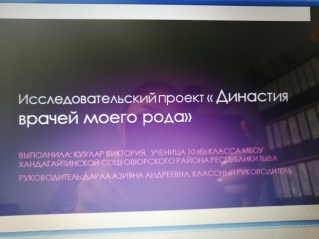 Исследовательский проект « Династия
врачей моего рода»
ВЫПОЛНИЛА: КУУЛАР ВИКТОРИЯ, УЧЕНИЦА 10 «Б» КЛАССА МБОУ
ХАНДАГАЙТИНСКОЙ СОШ ОВЮРСКОГО РАЙОНА РЕСПУБЛИКИ ТЫВА
РУКОВОДИТЕЛЬ: ДАРАА АЗИЯНА АНДРЕЕВНА, КЛАССНЫЙ РУКОВОДИТЕЛЬ